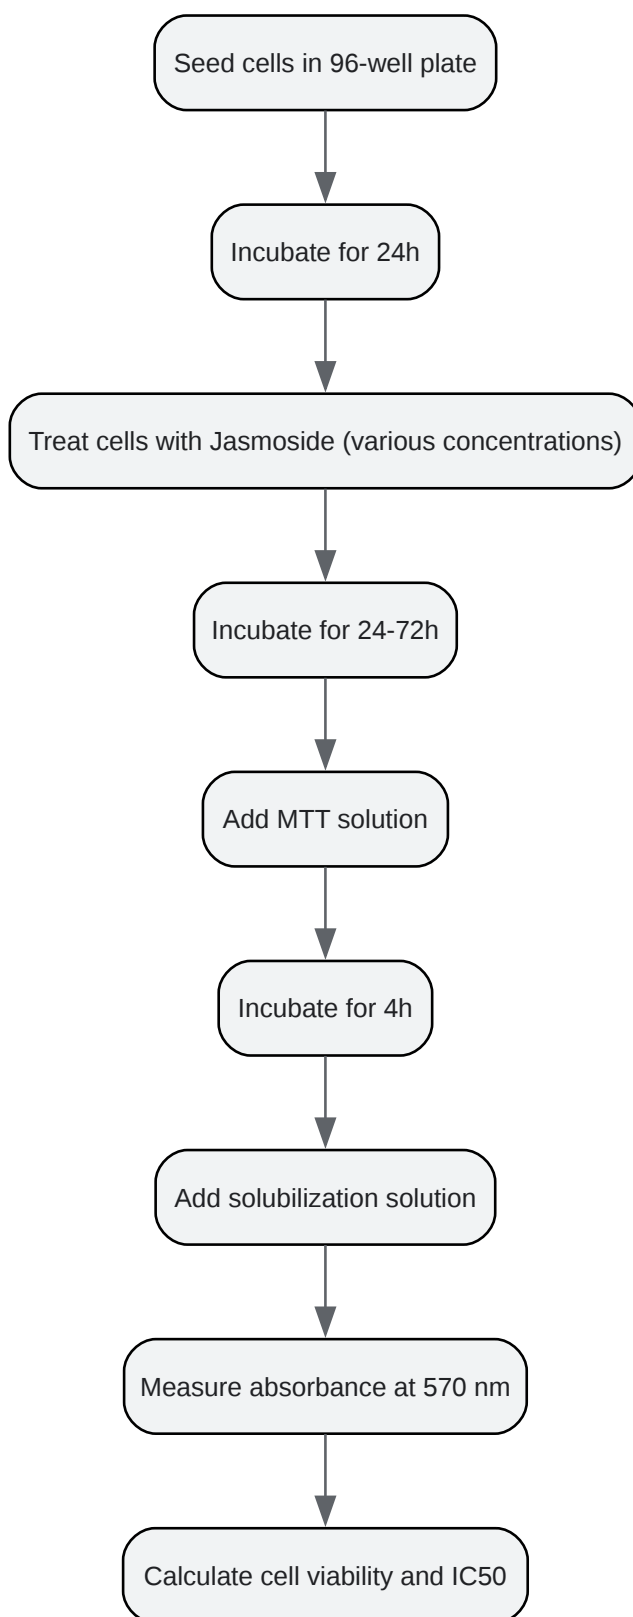 Seed cells in 96-well plate
Incubate for 24h
Treat cells with Jasmoside (various concentrations)
Incubate for 24-72h
Add MTT solution
Incubate for 4h
Add solubilization solution
Measure absorbance at 570 nm
Calculate cell viability and IC50